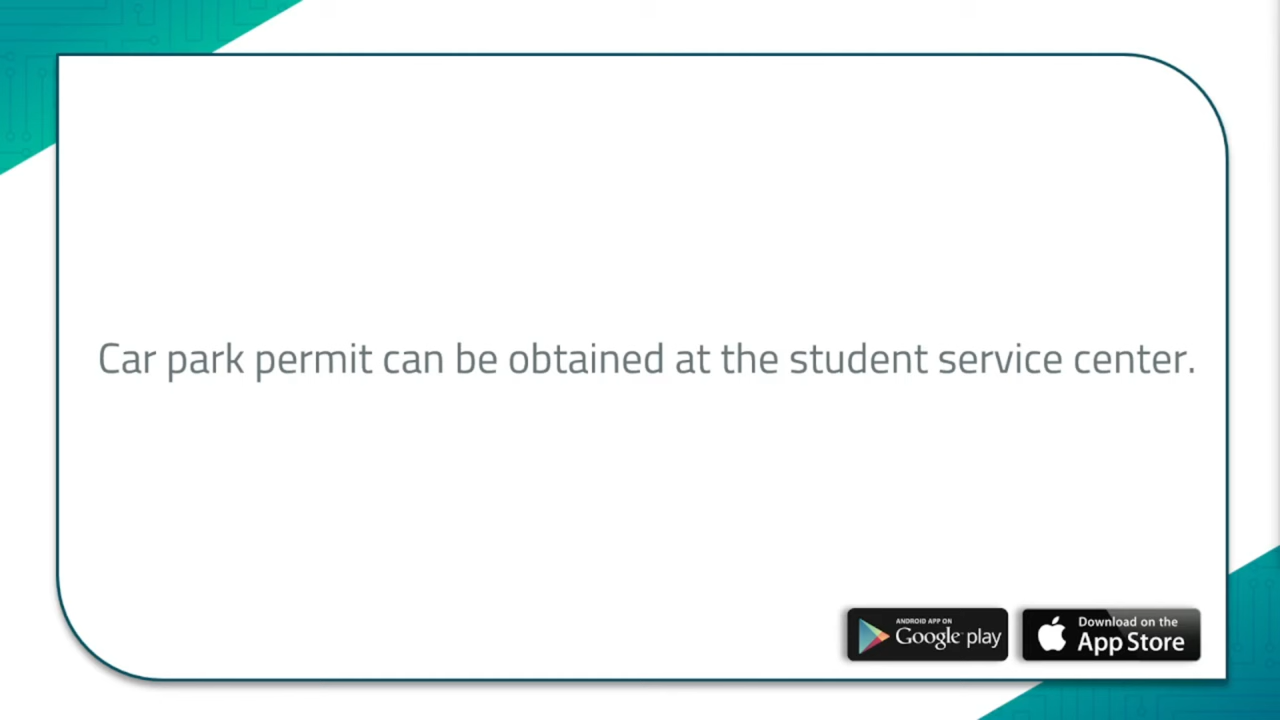 Car park permit can be obtained at the student service center.
ANDROID APP ON
Google play
Download on the
App Store